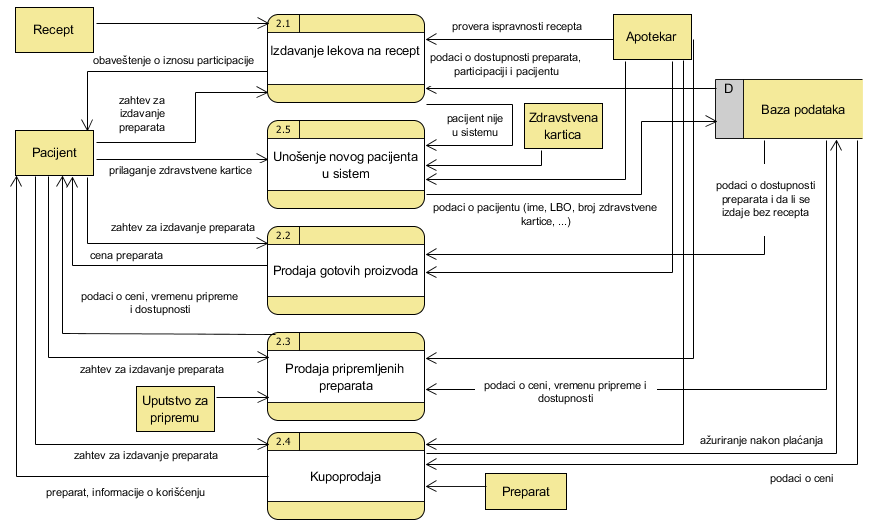 Recept
2.1
Izdavanje lekova na recept
provera ispravnosti recepta
Apotekar
obaveštenje o iznosu participacije
podaci o dostupnosti preparata,
participaciji i pacijentu
D
Baza podataka
zahtev za
izdavanje
preparata
Pacijent
2.5
Unošenje novog pacijenta
u sistem
pacijent nije
u sistemu
Zdravstvena
kartica
prilaganje zdravstvene kartice
podaci o pacijentu (ime, LBO, broj zdravstvene
kartice, ...)
podaci o dostupnosti
preparata i da li se
izdaje bez recepta
zahtev za izdavanje preparata
2.2
Prodaja gotovih proizvoda
cena preparata
podaci o ceni, vremenu pripreme
i dostupnosti
2.3
Prodaja pripremljenih
preparata
zahtev za izdavanje preparata
podaci o ceni, vremenu pripreme i
dostupnosti
Uputstvo za
pripremu
2.4
Kupoprodaja
zahtev za izdavanje preparata
ažuriranje nakon plaćanja
podaci o ceni
preparat, informacije o korišćenju
Preparat